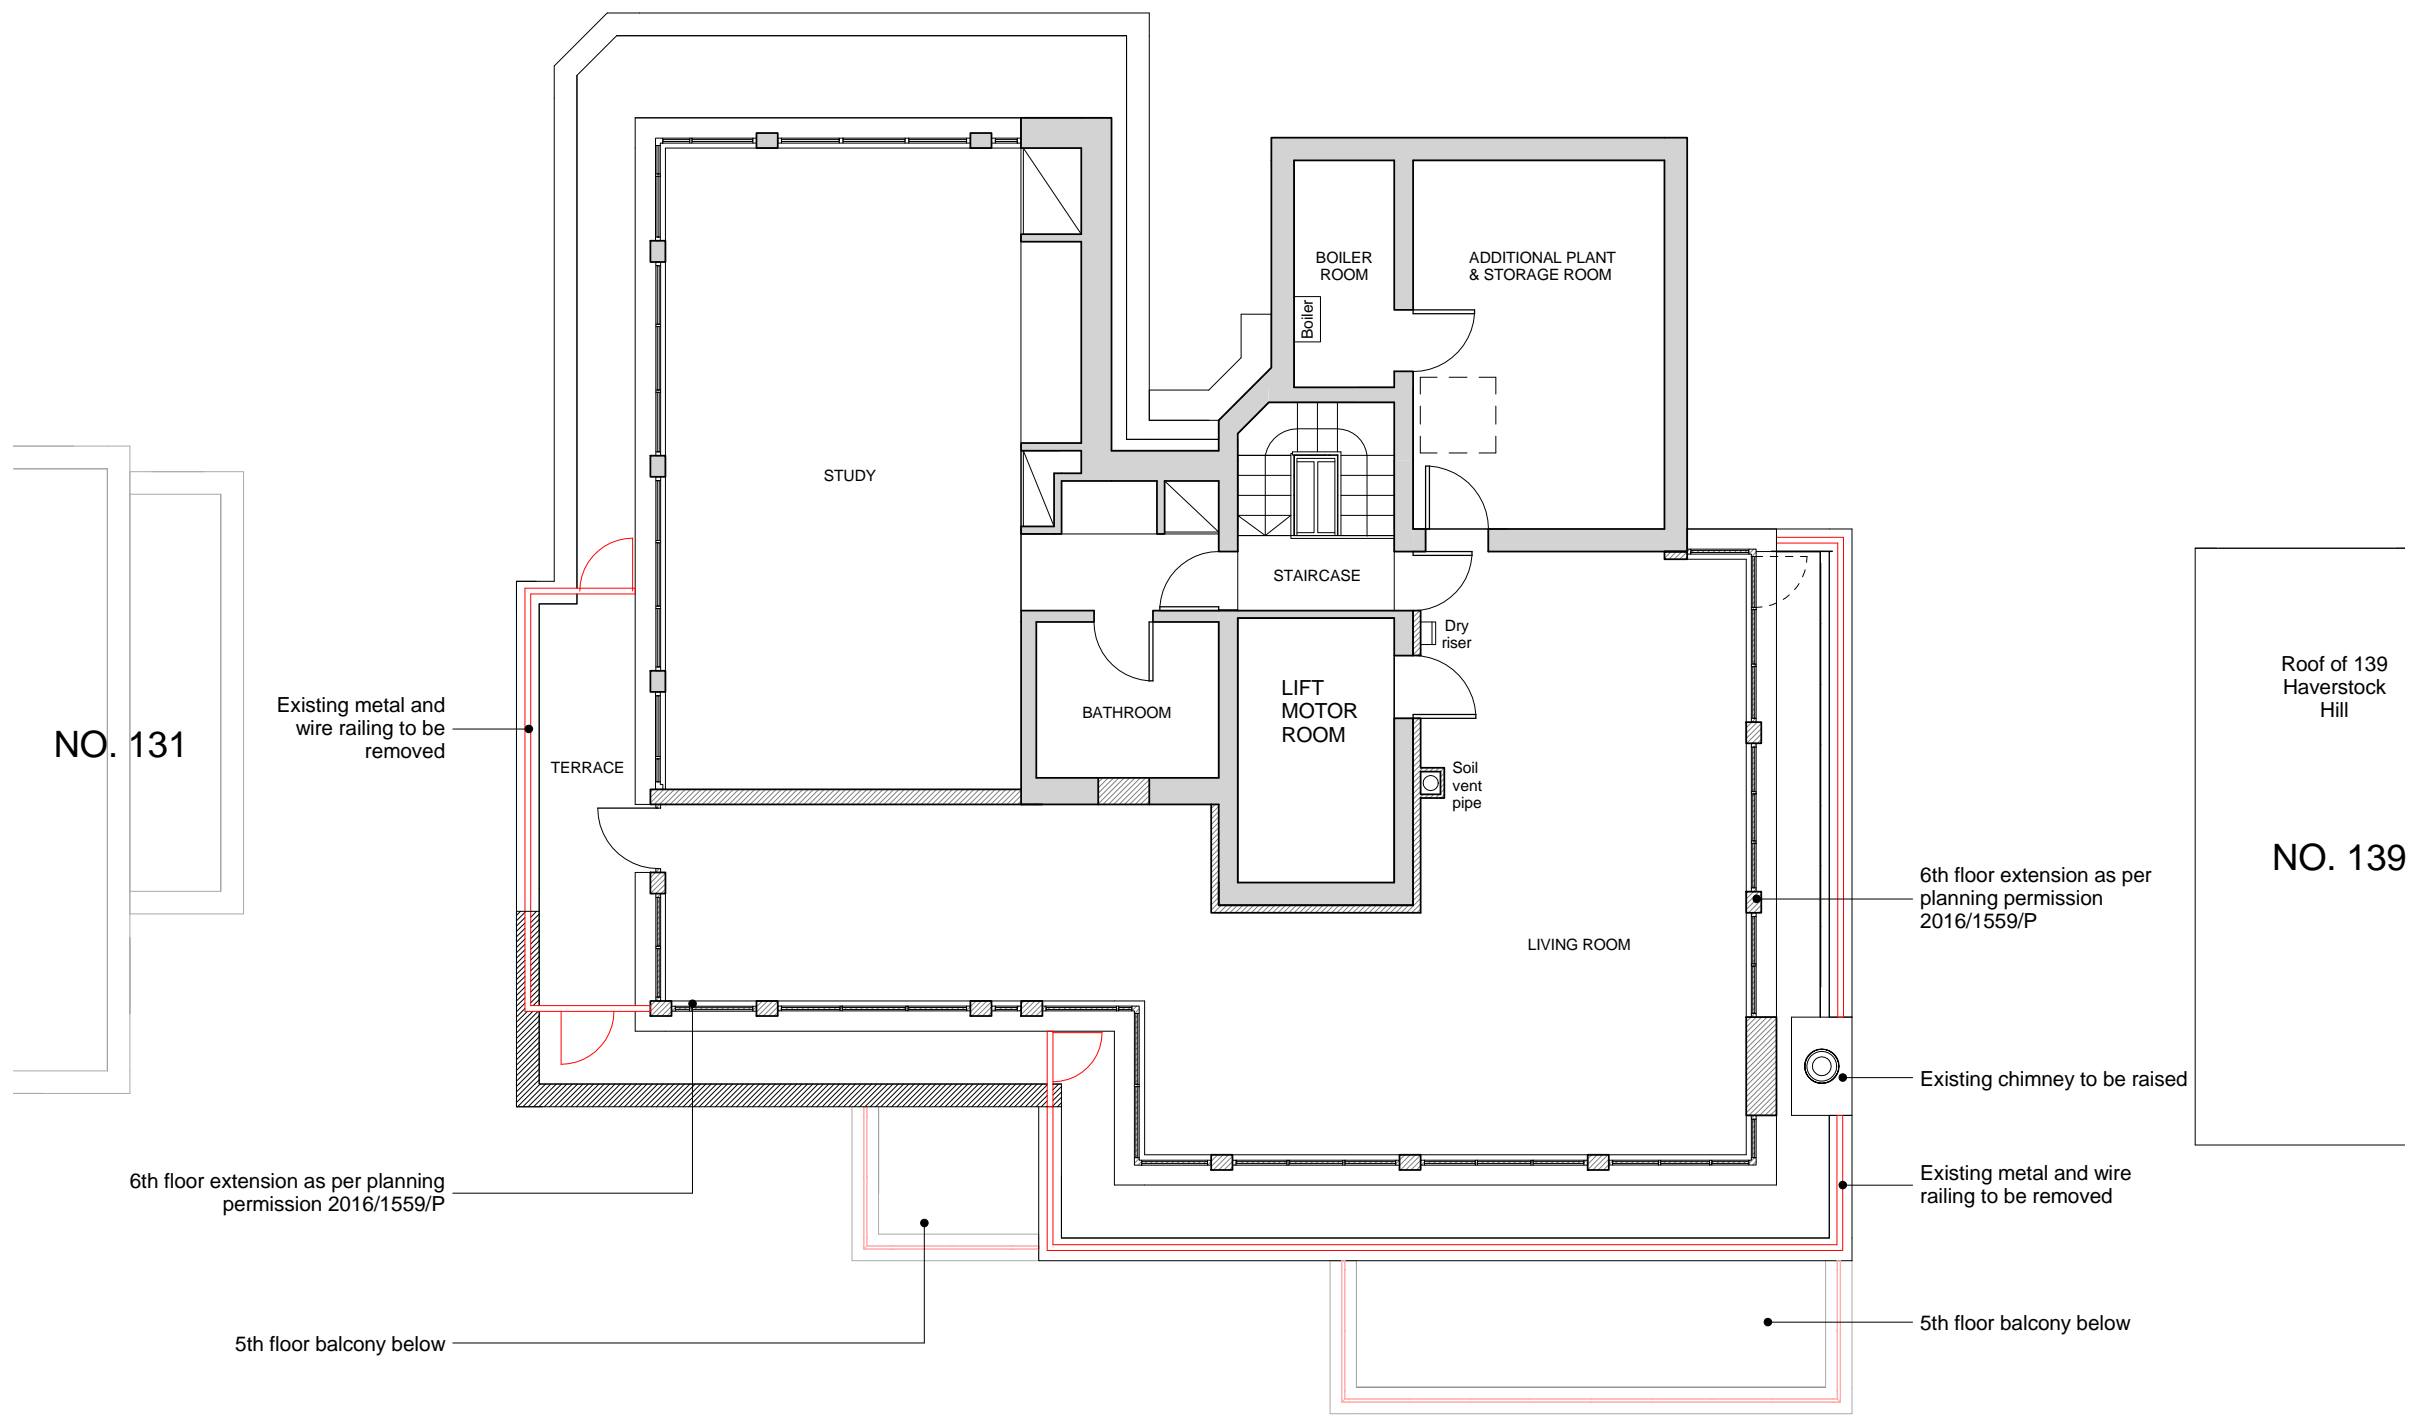 BOILER
ROOM
ADDITIONAL PLANT
& STORAGE ROOM
Boiler
STUDY
STAIRCASE
Dry
riser
Roof of 139
Haverstock
Hill
Existing metal and
wire railing to be
removed
NO. 131
TERRACE
BATHROOM
LIFT
MOTOR
ROOM
Soil
vent
pipe
NO. 139
6th floor extension as per
planning permission
2016/1559/P
LIVING ROOM
Existing chimney to be raised
6th floor extension as per planning
permission 2016/1559/P
Existing metal and wire
railing to be removed
5th floor balcony below
5th floor balcony below